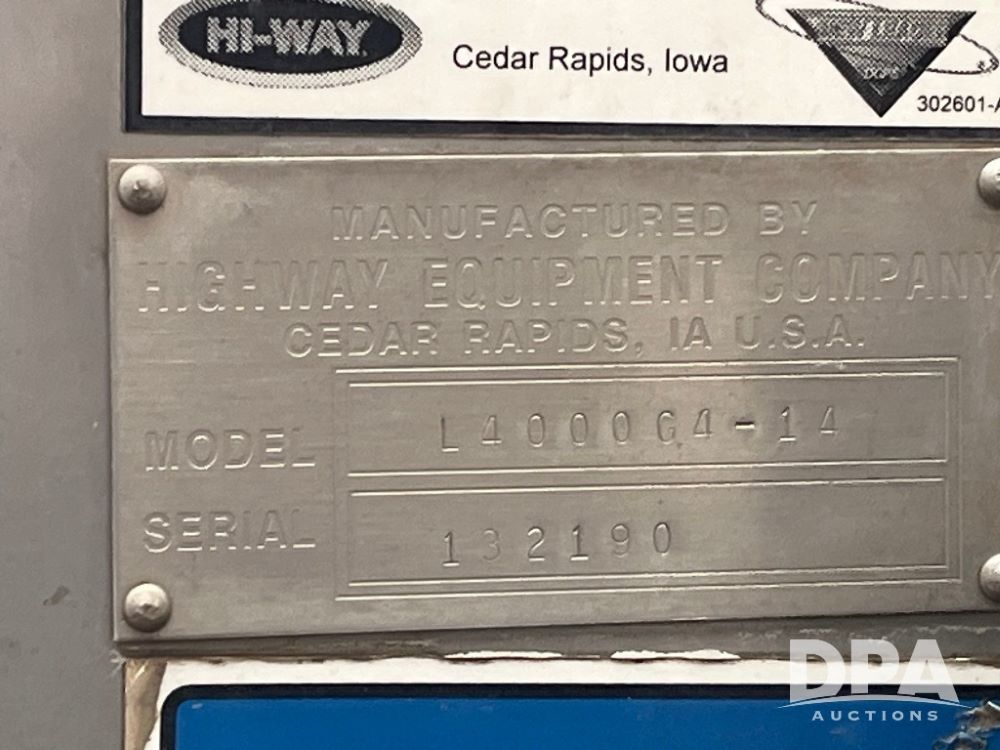 HI-WAY
Cedar Rapids, Iowa
302601-A
MANUFACTURED BY
HIGHWAY EQUIPMENT COMPANY
CEDAR RAPIDS, IA U.S.A.
MODEL L4000G4-14
SERIAL 132190
DPA
AUCTIONS